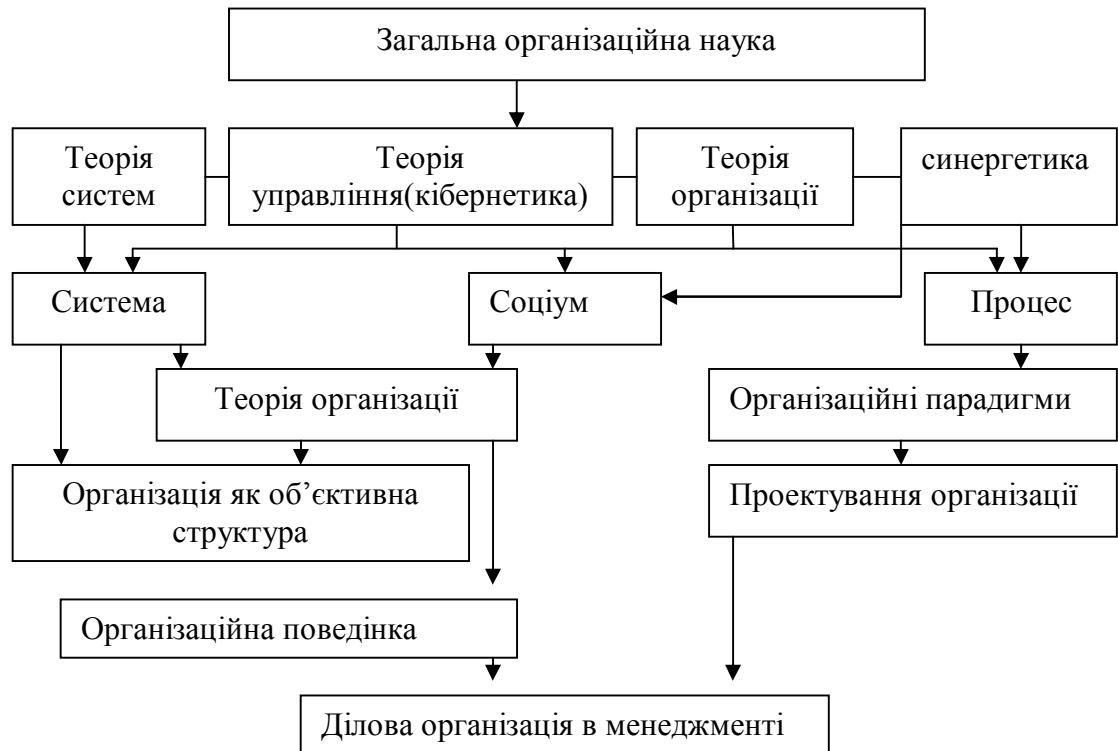 Загальна організаційна наука
Теорія
систем
Теорія
управління(кібернетика)
Теорія
організації
синергетика
Система
Соціум
Процес
Теорія організації
Організаційні парадигми
Організація як об’єктивна
структура
Проектування організації
Організаційна поведінка
Ділова організація в менеджменті